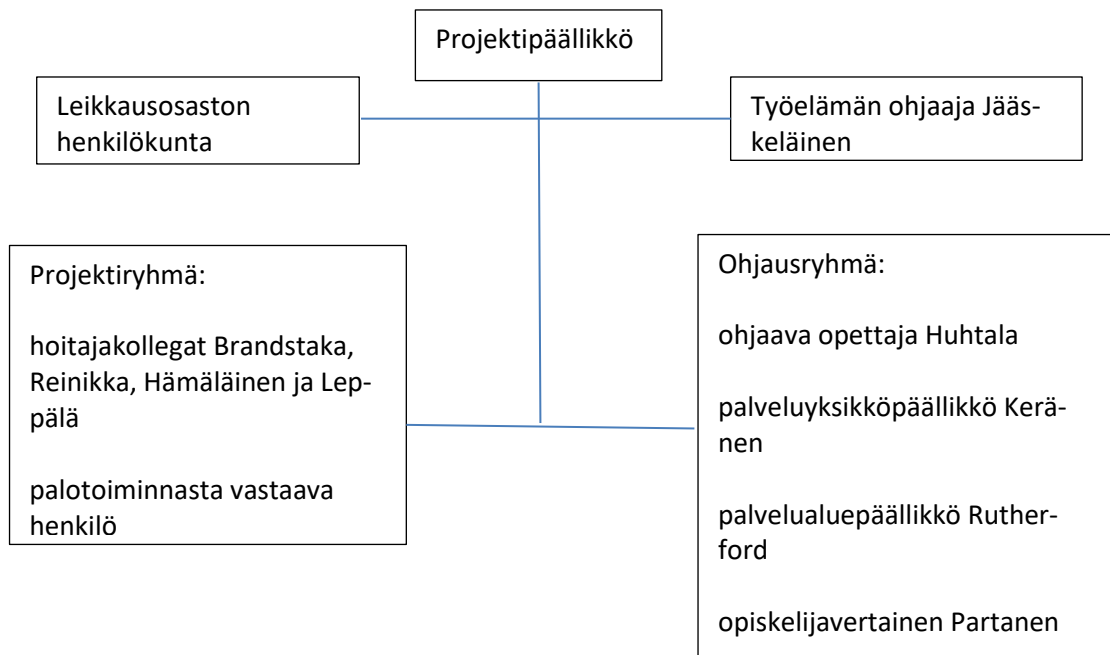 Projektipäällikkö
Leikkausosaston
henkilökunta
Työelämän ohjaaja Jääs-
keläinen
Projektiryhmä:
hoitajakollegat Brandstaka,
Reinikka, Hämäläinen ja Lep-
pälä
palotoiminnasta vastaava
henkilö
Ohjausryhmä:
ohjaava opettaja Huhtala
palveluyksikköpäällikkö Kerä-
nen
palvelualuepäällikkö Ruther-
ford
opiskelijavertainen Partanen